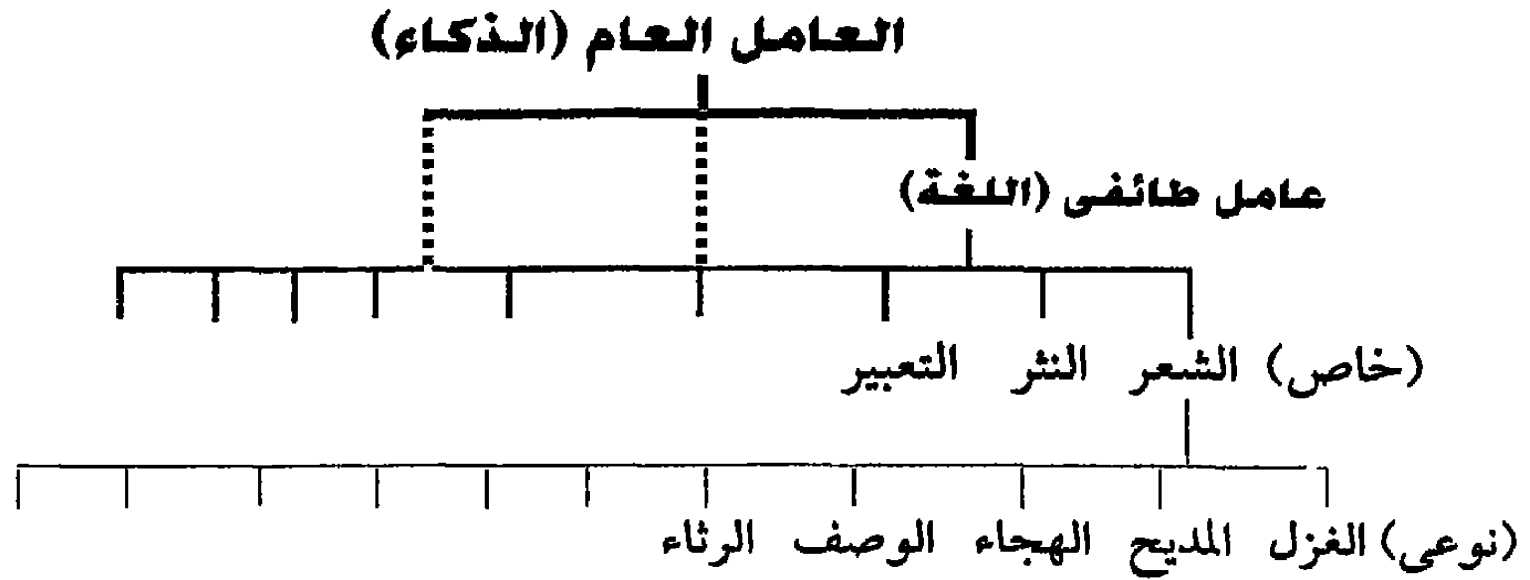 العامل العام (الذكاء)
عامل طائفى (اللغة)
(خاص) الشعر النثر التعبير
(نوعى) الغزل المديح الهجاء الوصف الرثاء